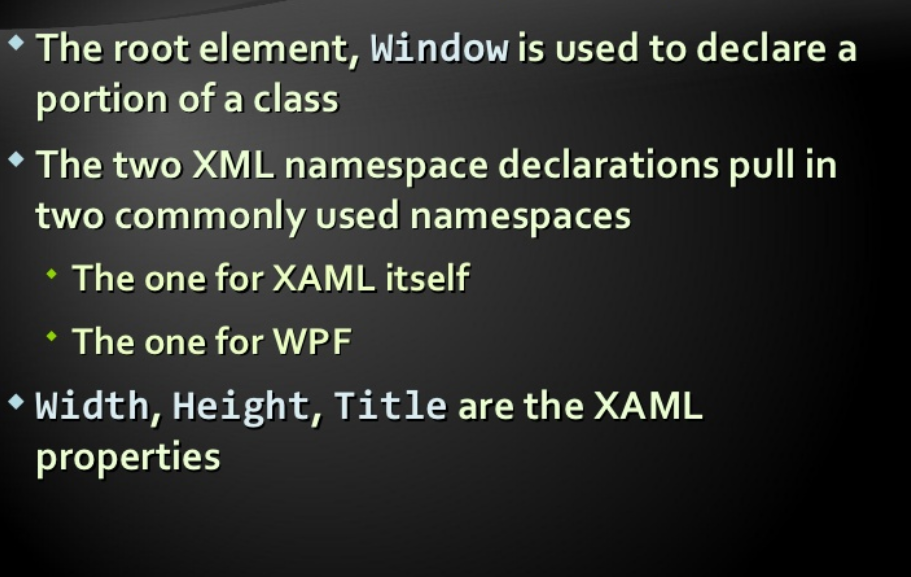 The root element, Window is used to declare a
portion of a class
The two XML namespace declarations pull in
two commonly used namespaces
The one for XAML itself
The one for WPF
Width, Height, Title are the XAML
properties